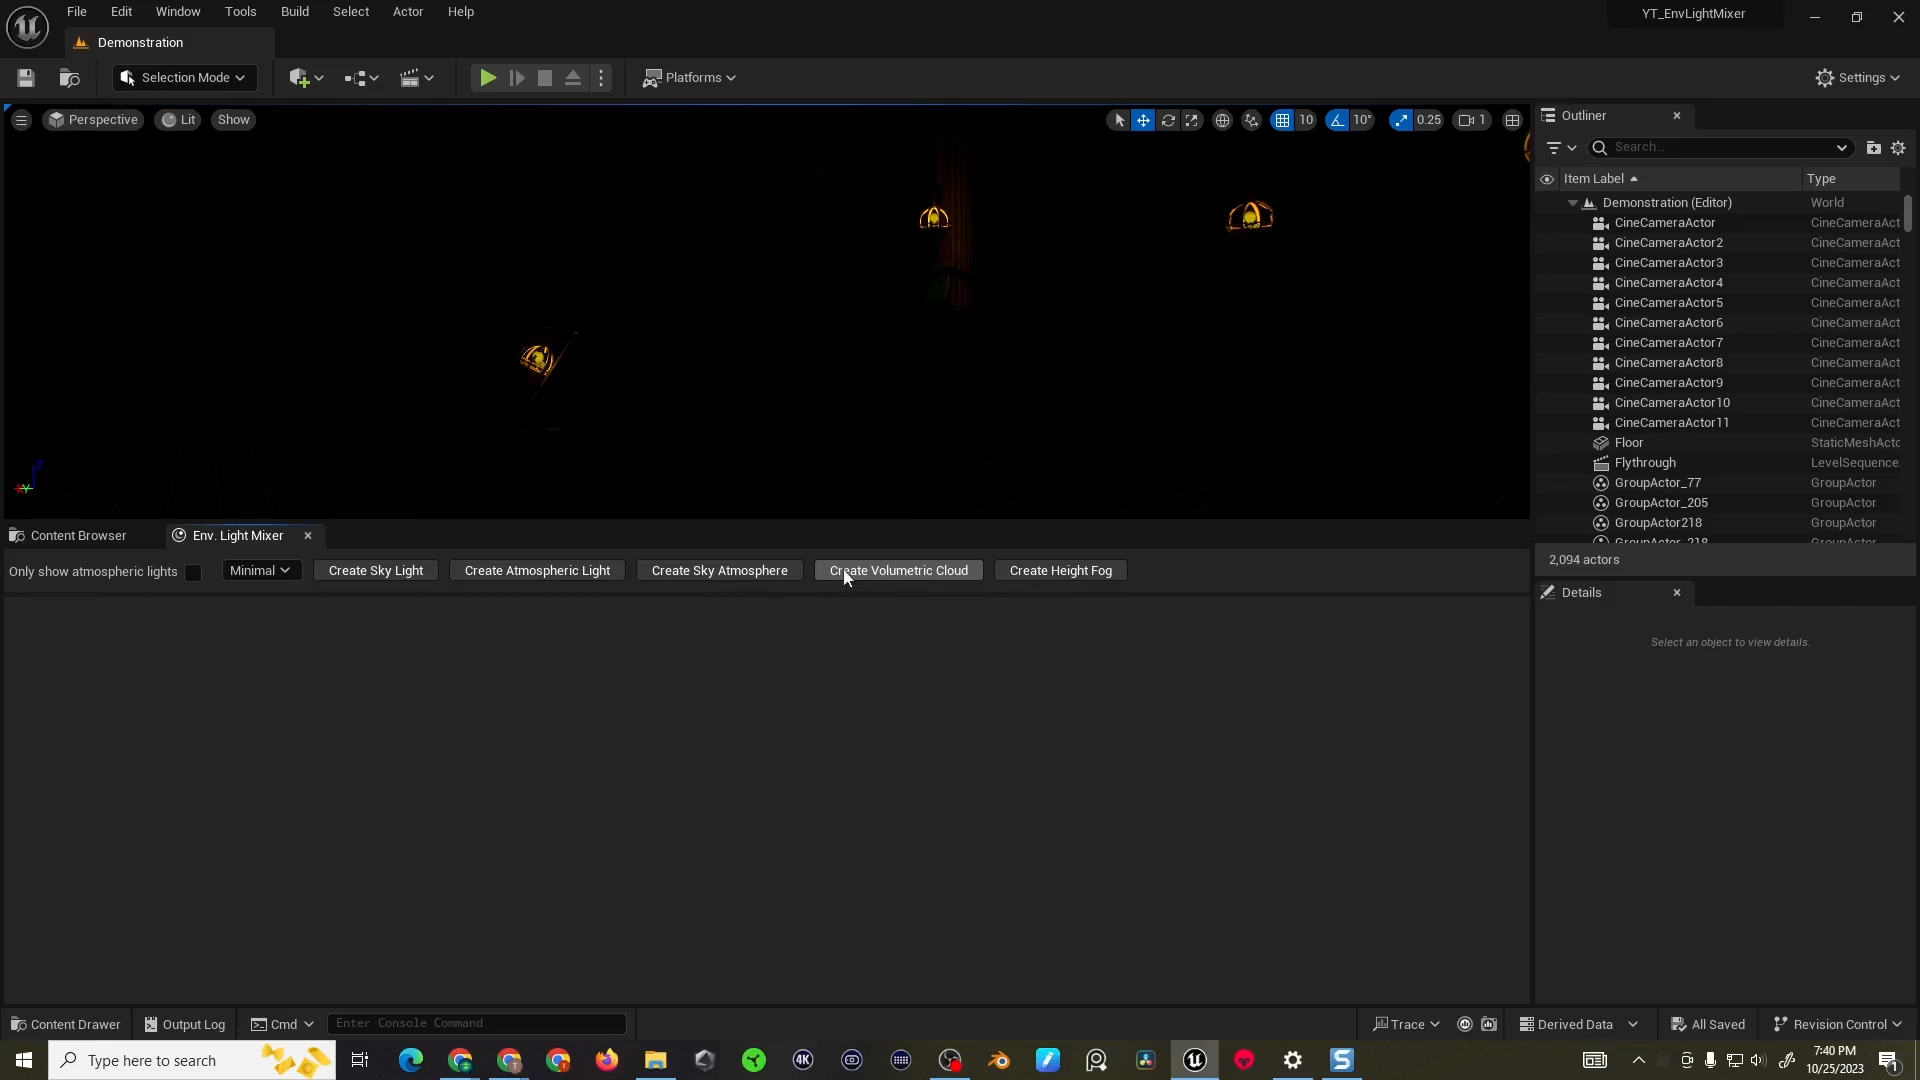 File Edit Window Tools Build Select Actor Help
YT_EnvLightMixer
Demonstration
Selection Mode
Platforms
Settings
Perspective Lit Show
10 10° 0.25 1
Outliner
Search...
Item Label Type
Demonstration (Editor) World
CineCameraActor CineCameraAct
CineCameraActor2 CineCameraAct
CineCameraActor3 CineCameraAct
CineCameraActor4 CineCameraAct
CineCameraActor5 CineCameraAct
CineCameraActor6 CineCameraAct
CineCameraActor7 CineCameraAct
CineCameraActor8 CineCameraAct
CineCameraActor9 CineCameraAct
CineCameraActor10 CineCameraAct
CineCameraActor11 CineCameraAct
Floor StaticMeshActo
Flythrough LevelSequence
GroupActor_77 GroupActor
GroupActor_205 GroupActor
GroupActor218 GroupActor
GroupActor_218 GroupActor
2,094 actors
Content Browser Env. Light Mixer
Only show atmospheric lights Minimal Create Sky Light Create Atmospheric Light Create Sky Atmosphere Create Volumetric Cloud Create Height Fog
Details
Select an object to view details.
Content Drawer Output Log Cmd Enter Console Command
Trace Derived Data All Saved Revision Control
Type here to search
4K
7:40 PM
10/25/2023
1